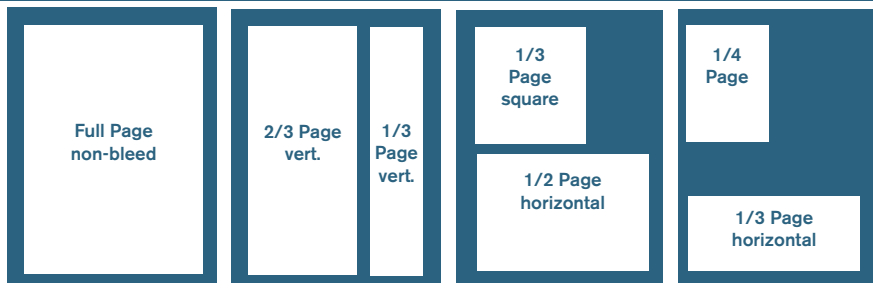 Full Page
non-bleed
2/3 Page
vert.
1/3
Page
vert.
1/3
Page
square
1/2 Page
horizontal
1/4
Page
1/3 Page
horizontal